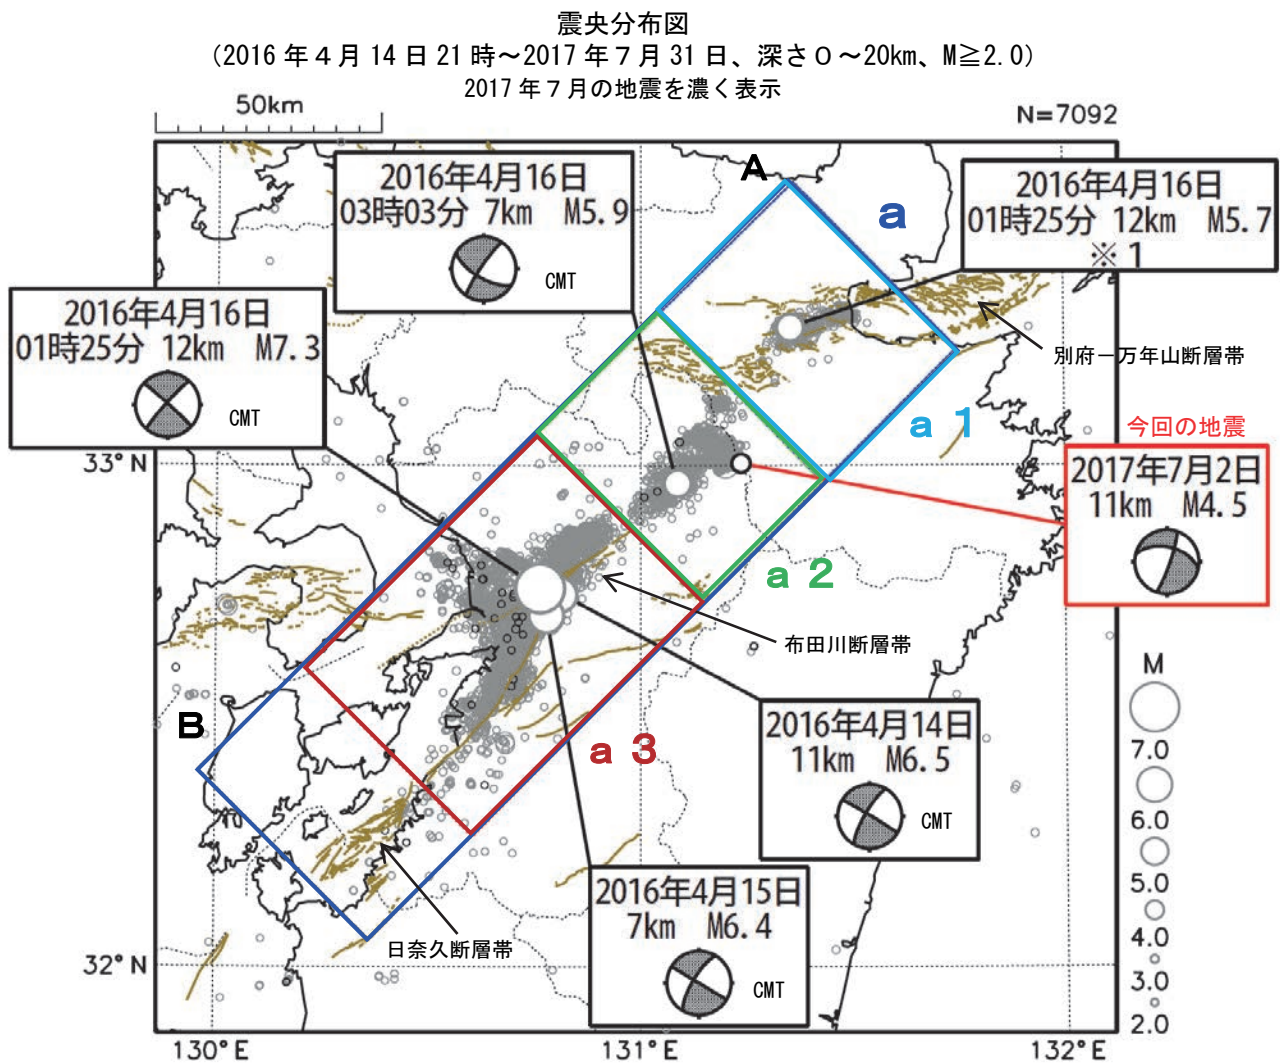 震央分布図
(2016年4月14日21時～2017年7月31日、深さ0～20km、M≧2.0)
2017年7月の地震を濃く表示
50km
N=7092
A
a
2016年4月16日
03時03分 7km M5.9
CMT
2016年4月16日
01時25分 12km M5.7
※1
2016年4月16日
01時25分 12km M7.3
CMT
別府－万年山断層帯
a 1
今回の地震
2017年7月2日
11km M4.5
33°N
a 2
布田川断層帯
M
7.0
6.0
5.0
4.0
3.0
2.0
B
a 3
2016年4月14日
11km M6.5
CMT
2016年4月15日
7km M6.4
CMT
日奈久断層帯
32°N
130°E
131°E
132°E